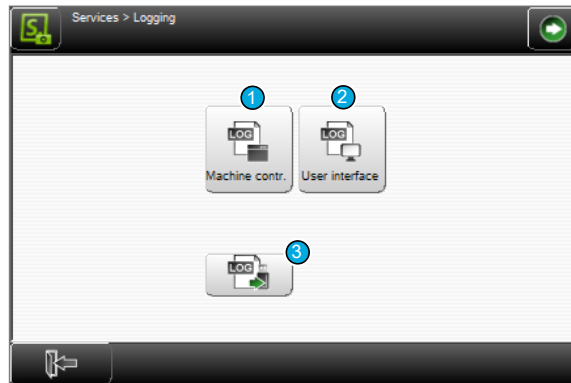 S
Services > Logging
1
2
LOG
LOG
Machine contr.
User interface
3
LOG